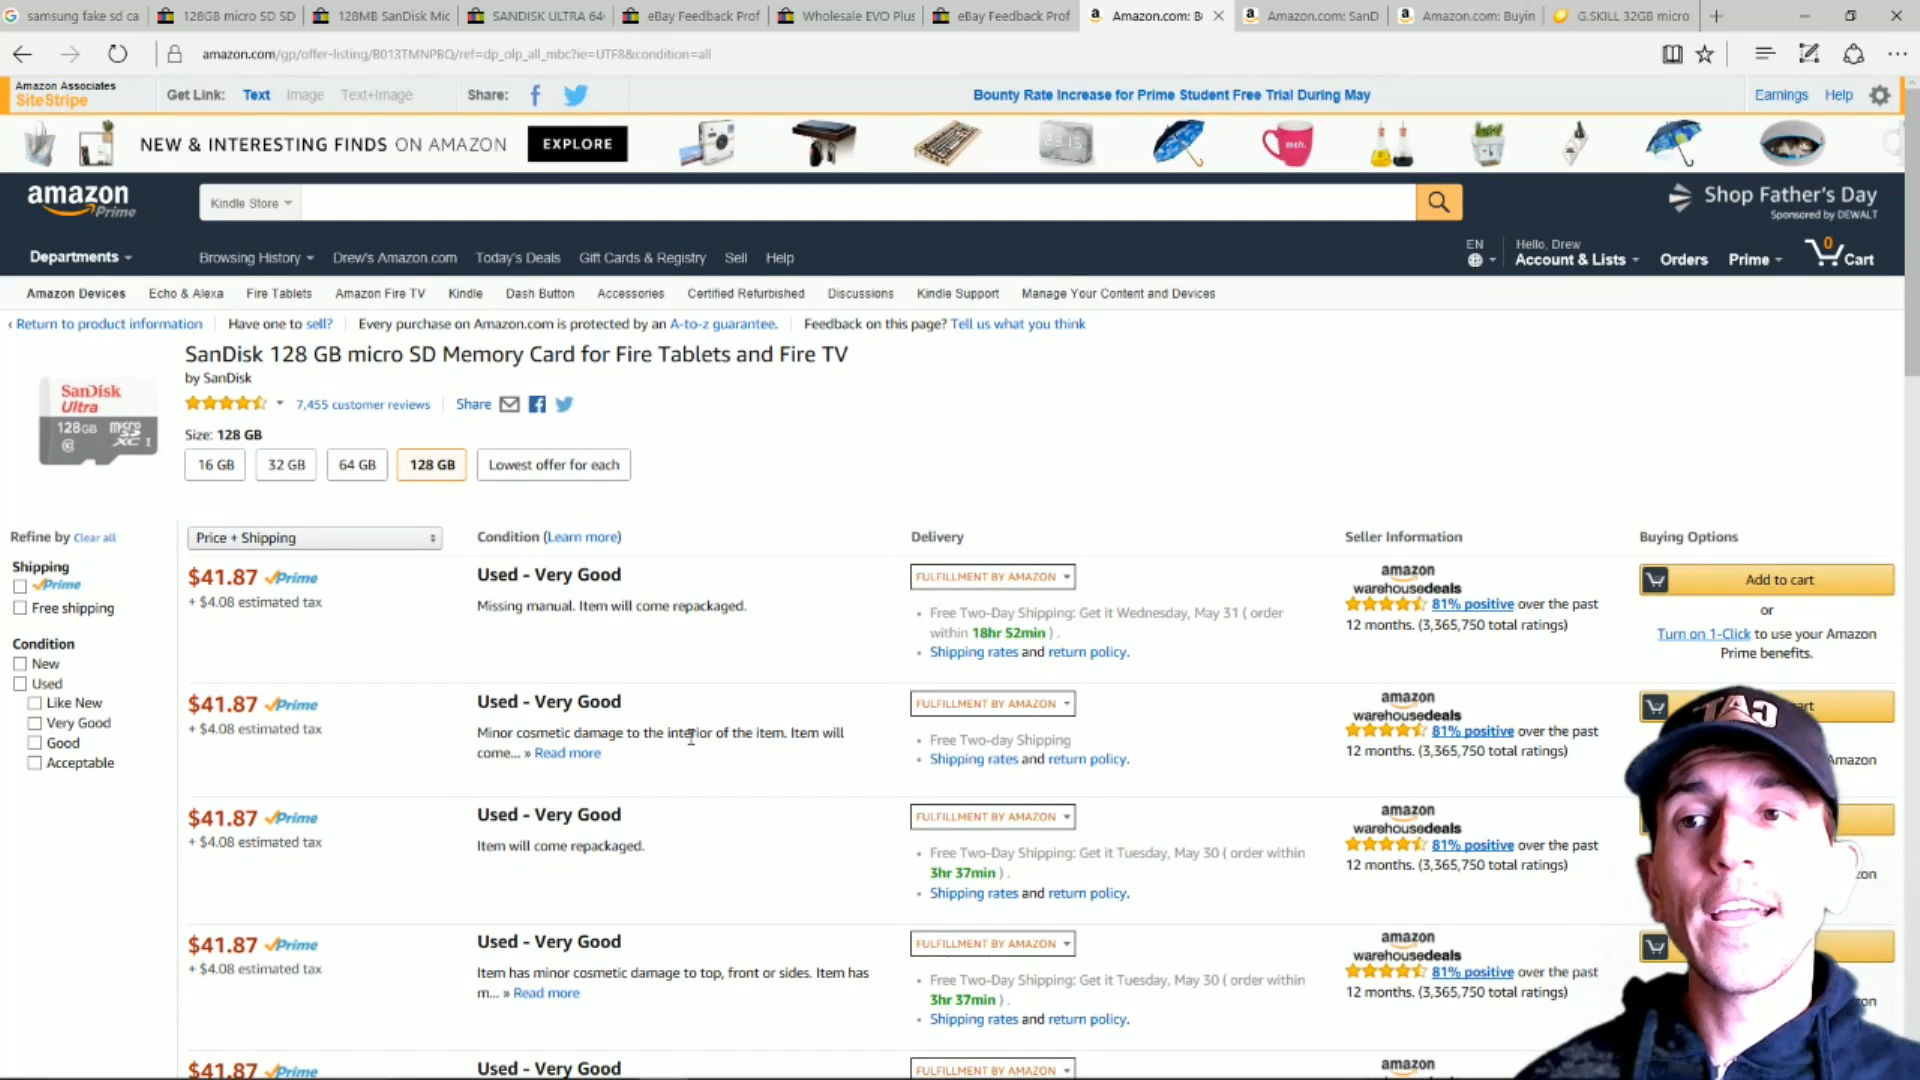 samsung fake sd ca
128GB micro SD SD
128MB SanDisk Mic
SANDISK ULTRA 64
eBay Feedback Prof
Wholesale EVO Plus
eBay Feedback Prof
Amazon.com: B
Amazon.com: SanD
Amazon.com: Buyin
G.SKILL 32GB micro
amazon.com/gp/offer-listing/B013TMNPBQ/ref=dp_olp_all_mbc?ie=UTF8&condition=all
Amazon Associates
SiteStripe
Get Link: Text Image Text+Image Share:
Bounty Rate Increase for Prime Student Free Trial During May
Earnings Help
NEW & INTERESTING FINDS ON AMAZON EXPLORE
meh.
amazon
Prime
Kindle Store
Shop Father's Day
Sponsored by DEWALT
Departments
Browsing History Drew's Amazon.com Today's Deals Gift Cards & Registry Sell Help
EN
Hello, Drew
Account & Lists
Orders
Prime
0
Cart
Amazon Devices Echo & Alexa Fire Tablets Amazon Fire TV Kindle Dash Button Accessories Certified Refurbished Discussions Kindle Support Manage Your Content and Devices
‹ Return to product information Have one to sell? Every purchase on Amazon.com is protected by an A-to-z guarantee. Feedback on this page? Tell us what you think
SanDisk 128 GB micro SD Memory Card for Fire Tablets and Fire TV
by SanDisk
7,455 customer reviews Share
SanDisk
Ultra
128GB micro
XC I
Size: 128 GB
16 GB 32 GB 64 GB 128 GB Lowest offer for each
Refine by Clear all
Shipping
Prime
Free shipping
Condition
New
Used
Like New
Very Good
Good
Acceptable
Price + Shipping Condition (Learn more) Delivery Seller Information Buying Options
$41.87 Prime
+ $4.08 estimated tax
Used - Very Good
Missing manual. Item will come repackaged.
FULFILLMENT BY AMAZON
Free Two-Day Shipping: Get it Wednesday, May 31 ( order
within 18hr 52min ) .
Shipping rates and return policy.
amazon
warehousedeals
81% positive over the past
12 months. (3,365,750 total ratings)
Add to cart
or
Turn on 1-Click to use your Amazon
Prime benefits.
$41.87 Prime
+ $4.08 estimated tax
Used - Very Good
Minor cosmetic damage to the interior of the item. Item will
come... » Read more
FULFILLMENT BY AMAZON
Free Two-day Shipping
Shipping rates and return policy.
amazon
warehousedeals
81% positive over the past
12 months. (3,365,750 total ratings)
Amazon
$41.87 Prime
+ $4.08 estimated tax
Used - Very Good
Item will come repackaged.
FULFILLMENT BY AMAZON
Free Two-Day Shipping: Get it Tuesday, May 30 ( order within
3hr 37min ) .
Shipping rates and return policy.
amazon
warehousedeals
81% positive over the past
12 months. (3,365,750 total ratings)
$41.87 Prime
+ $4.08 estimated tax
Used - Very Good
Item has minor cosmetic damage to top, front or sides. Item has
m... » Read more
FULFILLMENT BY AMAZON
Free Two-Day Shipping: Get it Tuesday, May 30 ( order within
3hr 37min ) .
Shipping rates and return policy.
amazon
warehousedeals
81% positive over the past
12 months. (3,365,750 total ratings)
$41.87 Prime
Used - Very Good
FULFILLMENT BY AMAZON
amazon
CAT